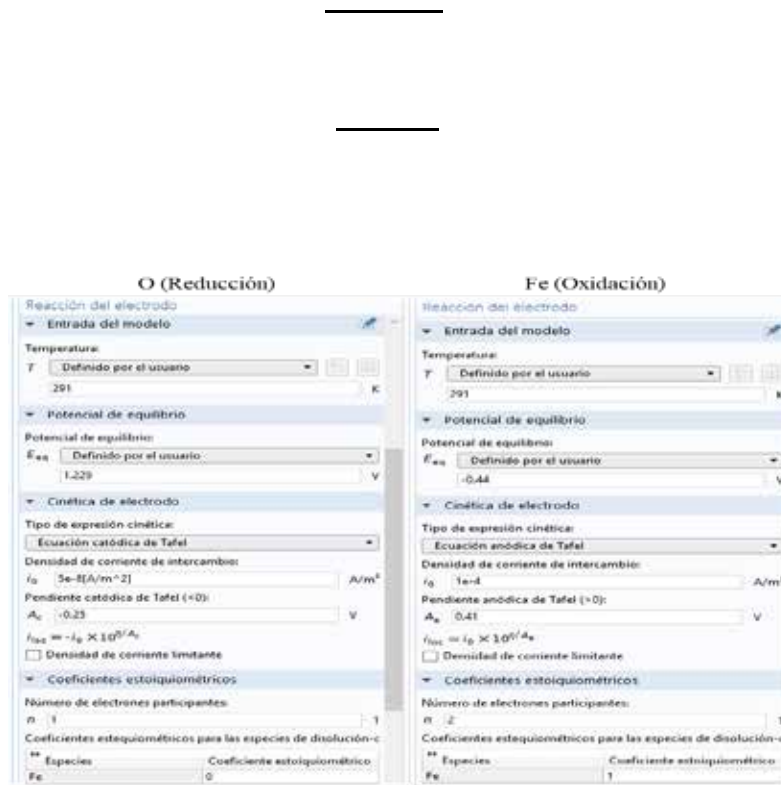 O (Reducción)
Reacción del electrodo
Entrada del modelo
Temperatura:
T Definido por el usuario
291 K
Potencial de equilibrio
Potencial de equilibrio:
Eeq Definido por el usuario
1.229 V
Cinética de electrodo
Tipo de expresión cinética:
Ecuación catódica de Tafel
Densidad de corriente de intercambio:
i₀ 5e-8[A/m^2] A/m²
Pendiente catódica de Tafel (<0):
Ac -0.25 V
iloc = -i₀ × 10^η/Ac
Densidad de corriente limitante
Coeficientes estoiquiométricos
Número de electrones participantes:
n 1 1
Coeficientes estequiométricos para las especies de disolución-c
Especies Coeficiente estoiquiométrico
Fe 0
Fe (Oxidación)
Reacción del electrodo
Entrada del modelo
Temperatura:
T Definido por el usuario
291 K
Potencial de equilibrio
Potencial de equilibrio:
Eeq Definido por el usuario
-0.44 V
Cinética de electrodo
Tipo de expresión cinética:
Ecuación anódica de Tafel
Densidad de corriente de intercambio:
i₀ 1e-4 A/m
Pendiente anódica de Tafel (>0):
Aa 0.41 V
iloc = i₀ × 10^η/Aa
Densidad de corriente limitante
Coeficientes estoiquiométricos
Número de electrones participantes:
n 2 1
Coeficientes estequiométricos para las especies de disolución-c
Especies Coeficiente estoiquiométrico
Fe 1